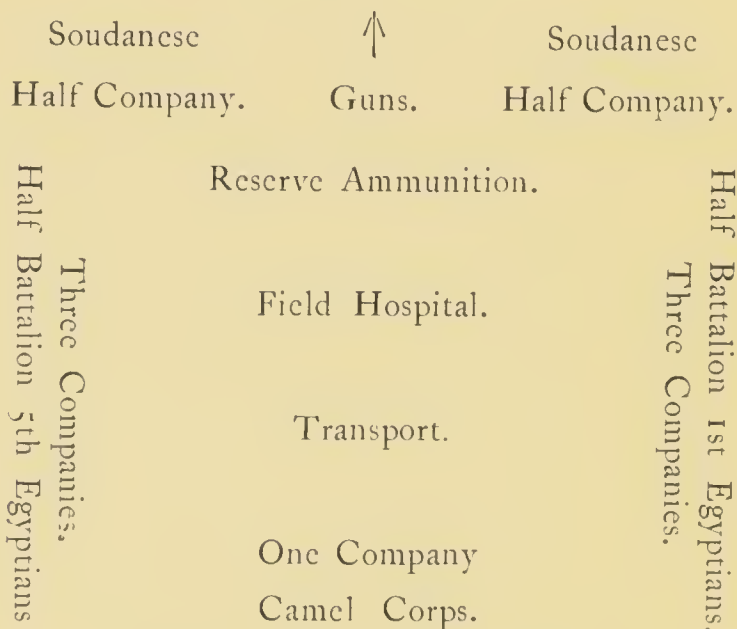 Soudanese
Soudanese
Half Company.
Guns.
Half Company.
Reserve Ammunition.
Half Battalion 5th Egyptians
Three Companies.
Field Hospital.
Transport.
One Company
Camel Corps.
Half Battalion 1st Egyptians.
Three Companies.